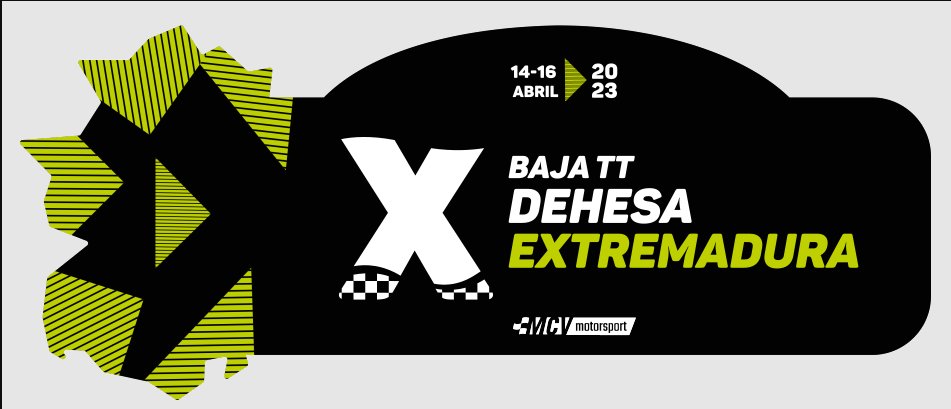 14-16
ABRIL
20
23
X
BAJA TT
DEHESA
EXTREMADURA
MCV motorsport